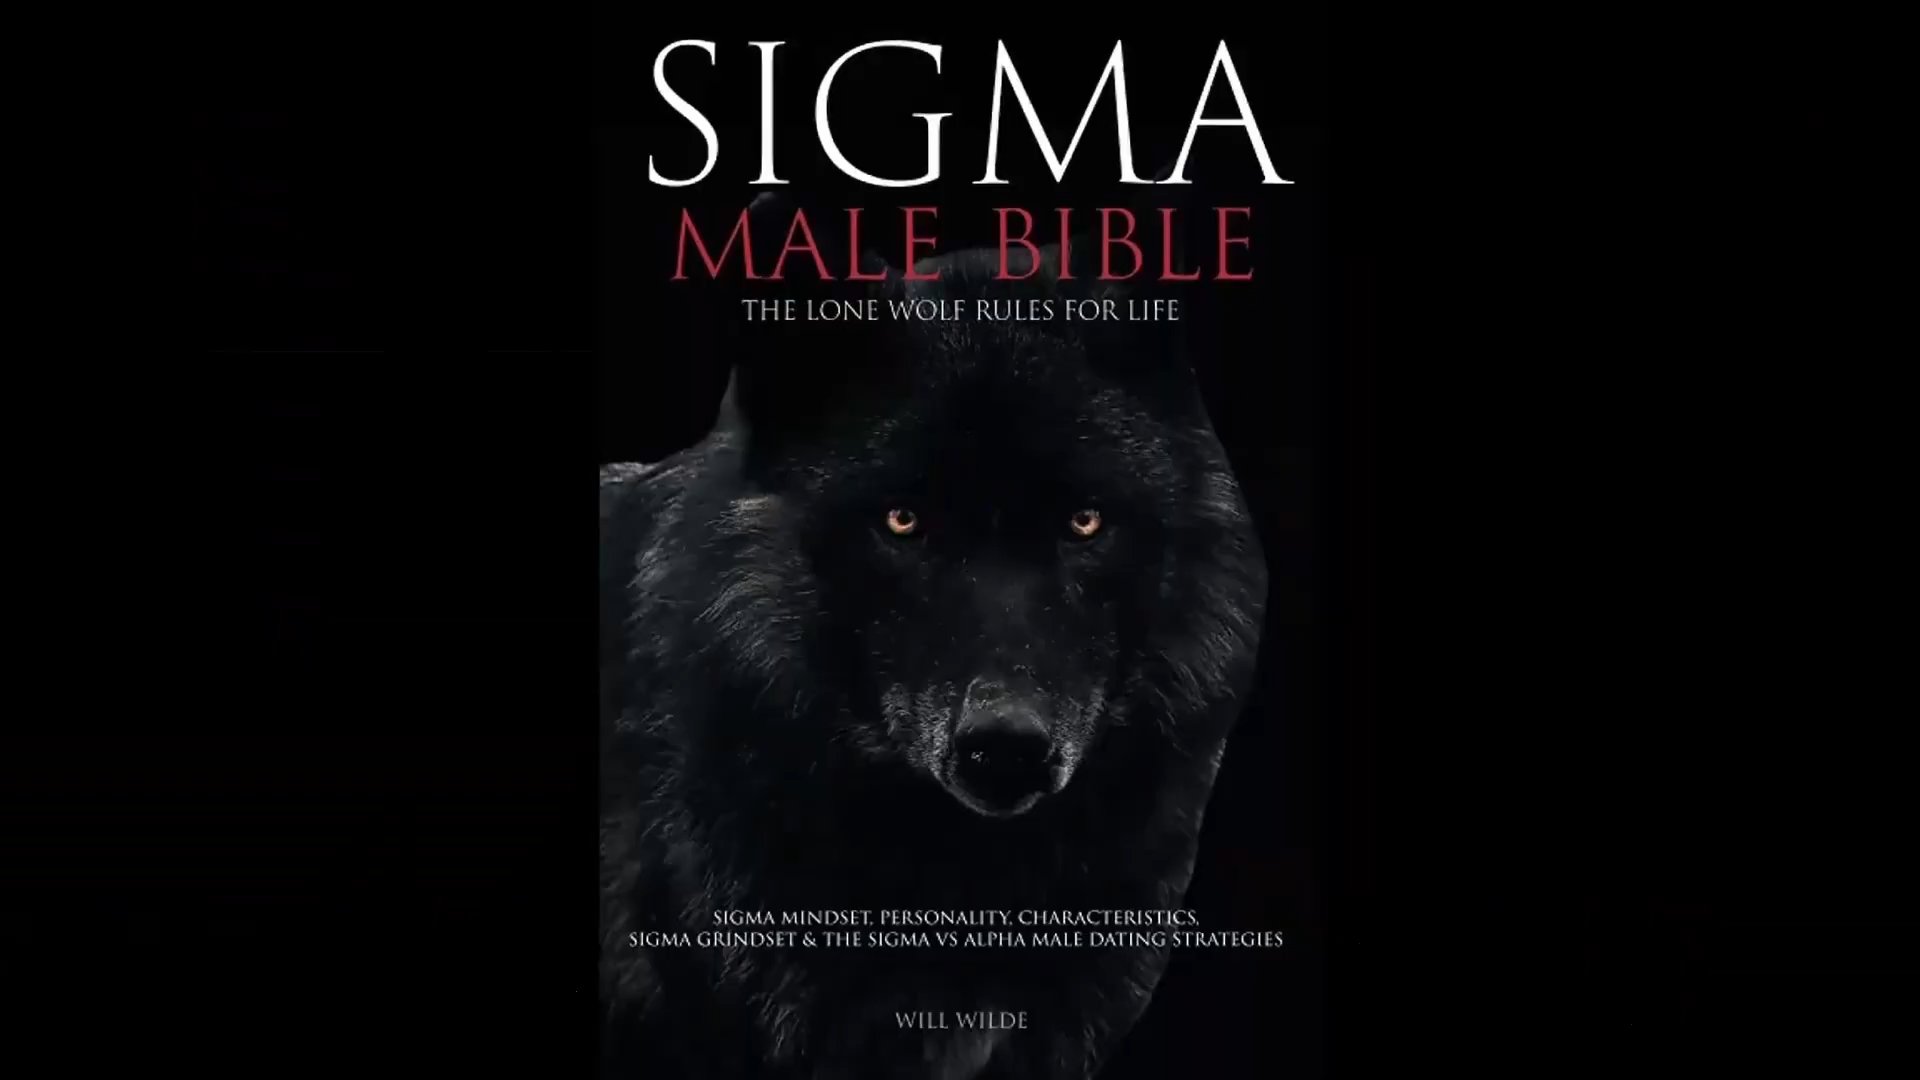 SIGMA
MALE BIBLE
THE LONE WOLF RULES FOR LIFE
SIGMA MINDSET, PERSONALITY, CHARACTERISTICS,
SIGMA GRINDSET & THE SIGMA VS ALPHA MALE DATING STRATEGIES
WILL WILDE